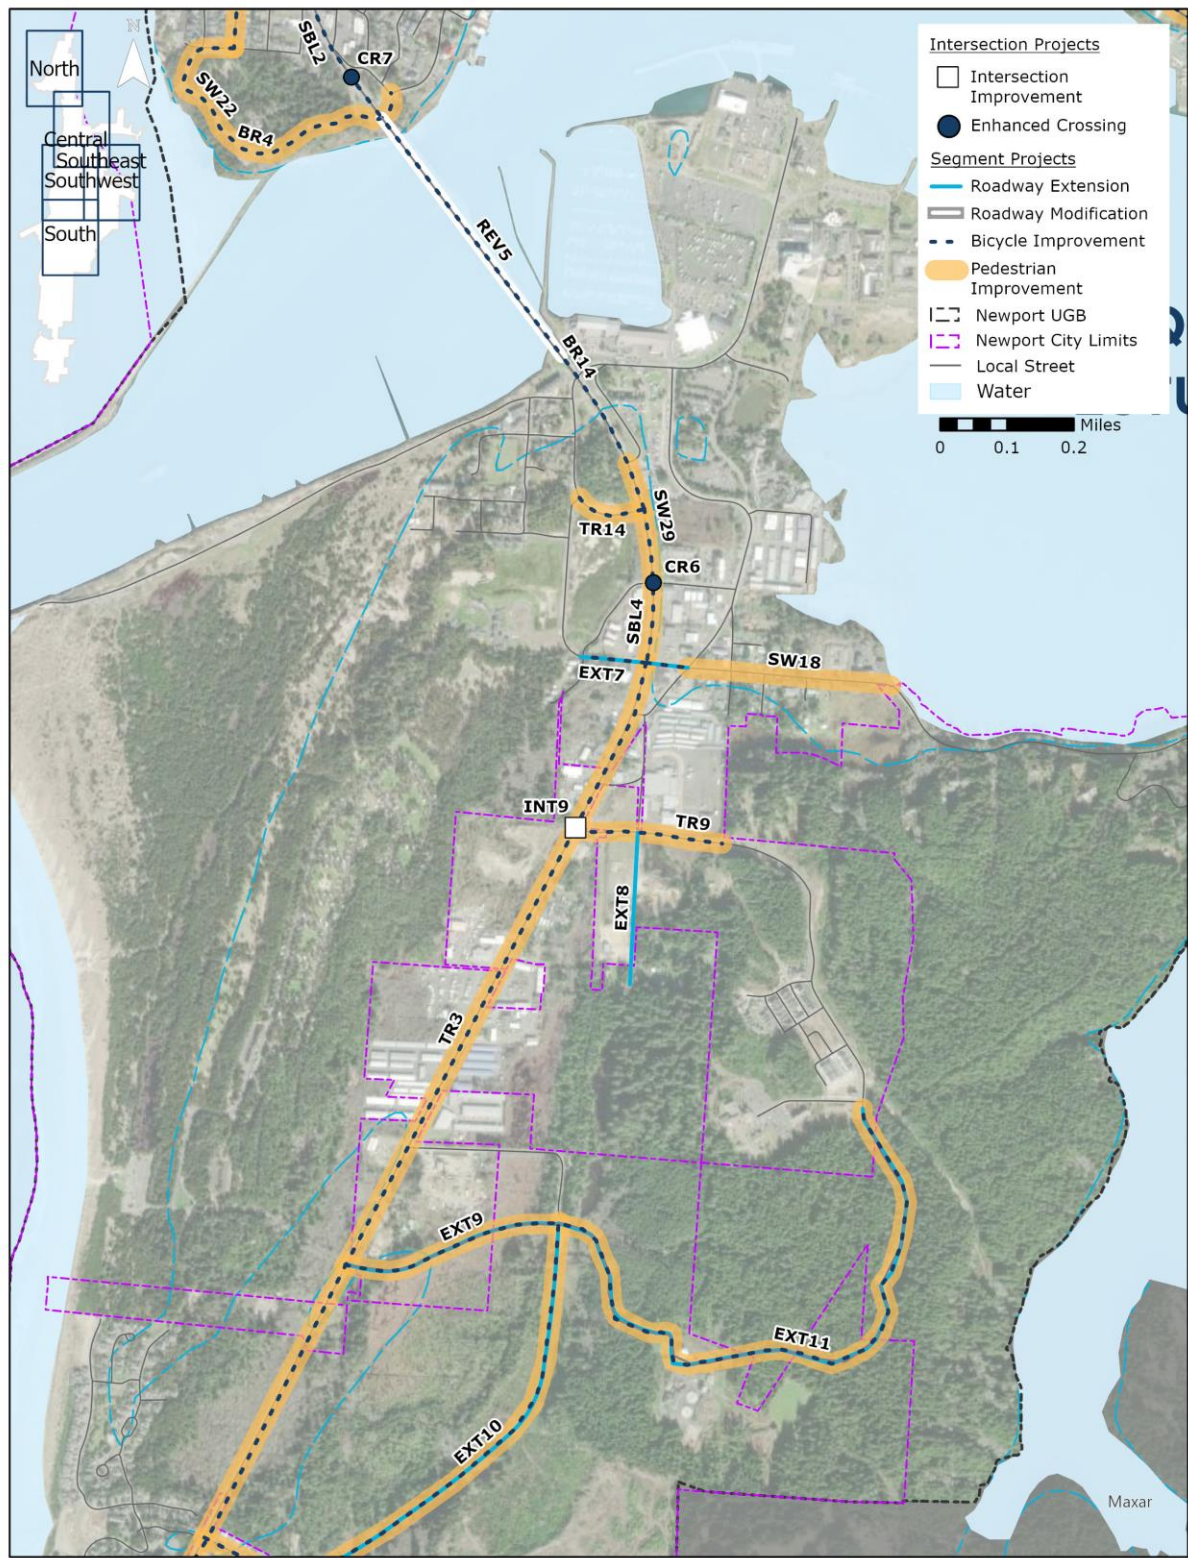 N
North
Central
Southeast
Southwest
South
Intersection Projects
Intersection
Improvement
Enhanced Crossing
Segment Projects
Roadway Extension
Roadway Modification
Bicycle Improvement
Pedestrian
Improvement
Newport UGB
Newport City Limits
Local Street
Water
Miles
0 0.1 0.2
SBL2
CR7
SW22
BR4
REV5
BR14
SW29
TR14
CR6
SBL4
SW18
EXT7
INT9
TR9
EXT8
TR3
EXT9
EXT11
EXT10
Maxar